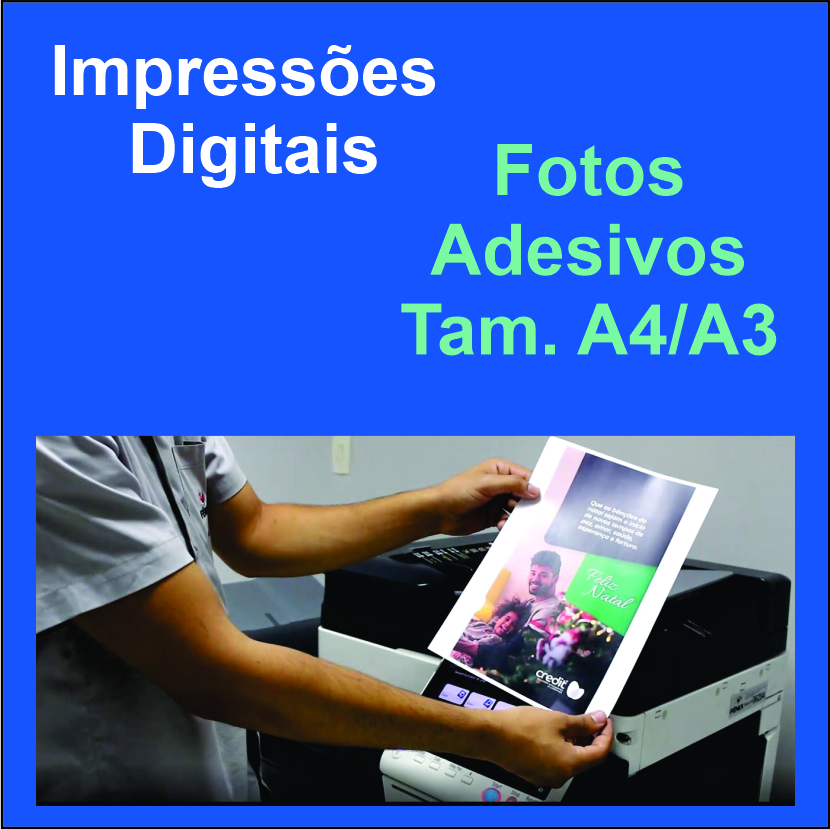 Impressões
Digitais
Fotos
Adesivos
Tam. A4/A3
Que as bênçãos do
natal sejam o início
de novos tempos de
paz, amor, saúde,
esperança e fartura.
Feliz
Natal
credit